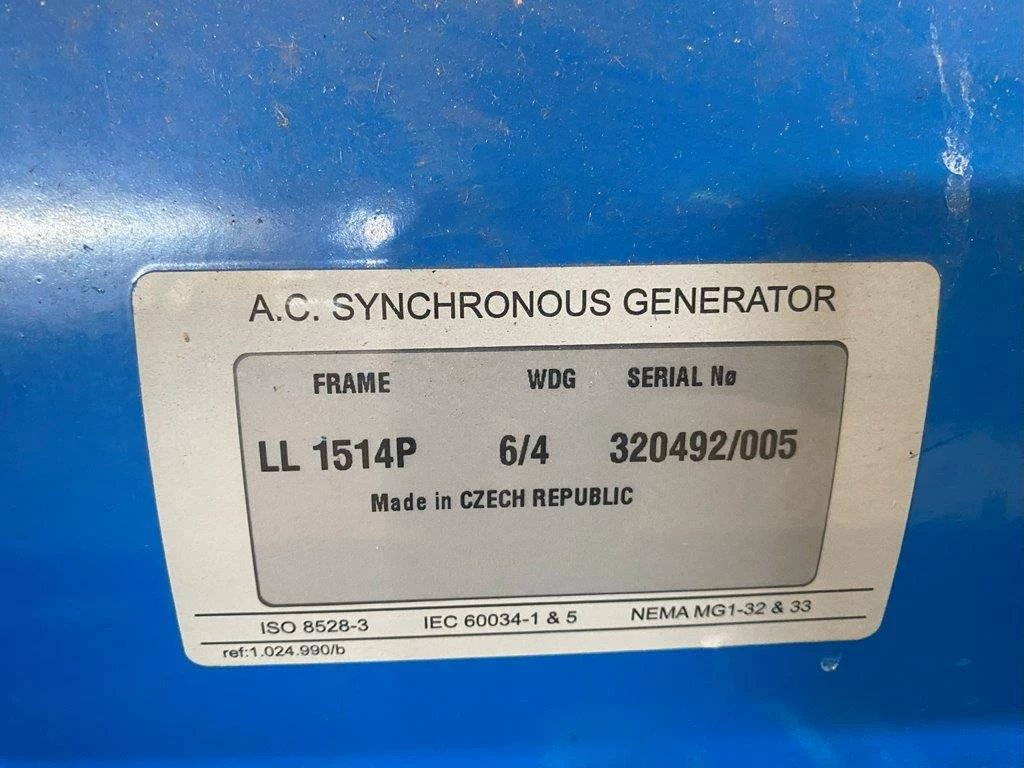 A.C. SYNCHRONOUS GENERATOR
FRAME WDG SERIAL Nø
LL 1514P 6/4 320492/005
Made in CZECH REPUBLIC
ISO 8528-3 IEC 60034-1 & 5 NEMA MG1-32 & 33
ref:1.024.990/b